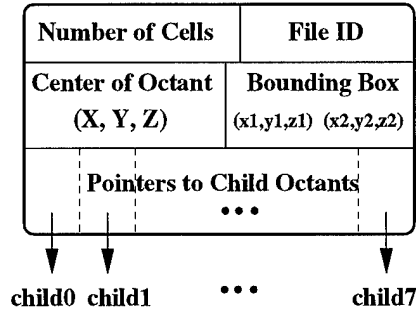 Number of Cells File ID
Center of Octant Bounding Box
(X, Y, Z) (x1,y1,z1) (x2,y2,z2)
Pointers to Child Octants
•••
child0 child1 ••• child7